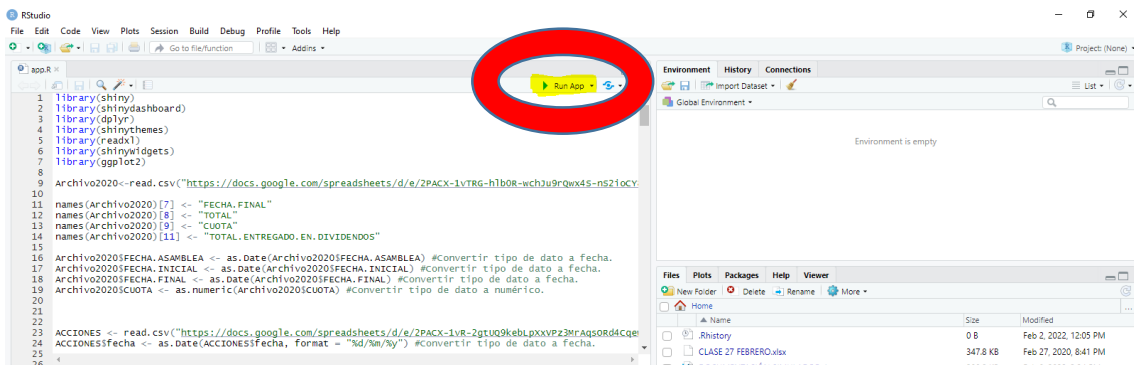 RStudio
File Edit Code View Plots Session Build Debug Profile Tools Help
Go to file/function Addins Project: (None)
app.R
Run App
1 library(shiny)
2 library(shinydashboard)
3 library(dplyr)
4 library(shinythemes)
5 library(readxl)
6 library(shinyWidgets)
7 library(ggplot2)
8
9 Archivo2020<-read.csv("https://docs.google.com/spreadsheets/d/e/2PACX-1vTRG-hlb0R-wchJu9rQwx4S-nS2ioCY
10
11 names(Archivo2020)[7] <- "FECHA.FINAL"
12 names(Archivo2020)[8] <- "TOTAL"
13 names(Archivo2020)[9] <- "CUOTA"
14 names(Archivo2020)[11] <- "TOTAL.ENTREGADO.EN.DIVIDENDOS"
15
16 Archivo2020$FECHA.ASAMBLEA <- as.Date(Archivo2020$FECHA.ASAMBLEA) #Convertir tipo de dato a fecha.
17 Archivo2020$FECHA.INICIAL <- as.Date(Archivo2020$FECHA.INICIAL) #Convertir tipo de dato a fecha.
18 Archivo2020$FECHA.FINAL <- as.Date(Archivo2020$FECHA.FINAL) #Convertir tipo de dato a fecha.
19 Archivo2020$CUOTA <- as.numeric(Archivo2020$CUOTA) #Convertir tipo de dato a numérico.
20
21
22
23 ACCIONES <- read.csv("https://docs.google.com/spreadsheets/d/e/2PACX-1vR-2gtUQ9kebLpXxVPz3MrAqsORd4Cqe
24 ACCIONES$fecha <- as.Date(ACCIONES$fecha, format = "%d/%m/%y") #Convertir tipo de dato a fecha.
25
26
Environment History Connections
Import Dataset List
Global Environment
Environment is empty
Files Plots Packages Help Viewer
New Folder Delete Rename More
Home
Name Size Modified
.Rhistory 0 B Feb 2, 2022, 12:05 PM
CLASE 27 FEBRERO.xlsx 347.8 KB Feb 27, 2020, 8:41 PM